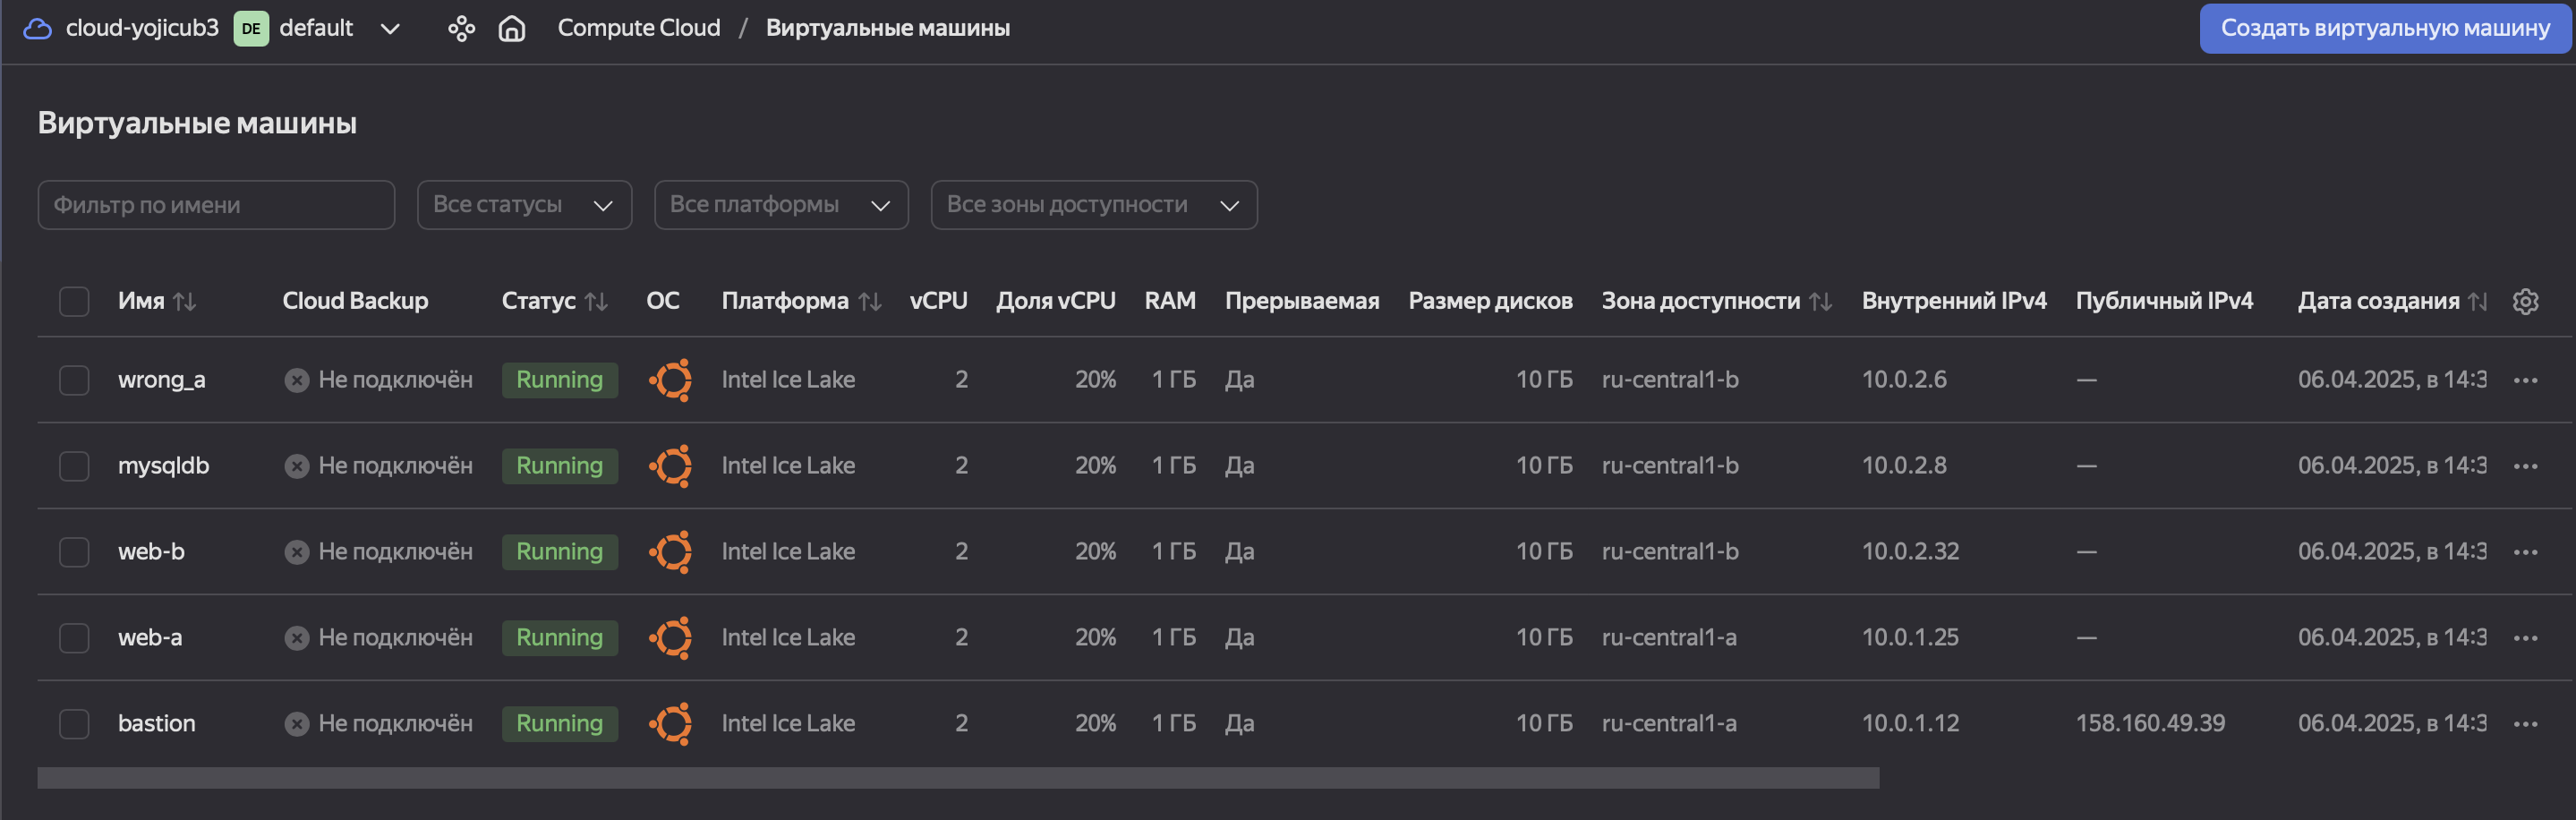 cloud-yojicub3 DE default Compute Cloud / Виртуальные машины Создать виртуальную машину
Виртуальные машины
Фильтр по имени Все статусы Все платформы Все зоны доступности
Имя Cloud Backup Статус ОС Платформа vCPU Доля vCPU RAM Прерываемая Размер дисков Зона доступности Внутренний IPv4 Публичный IPv4 Дата создания
wrong_a Не подключён Running Intel Ice Lake 2 20% 1 ГБ Да 10 ГБ ru-central1-b 10.0.2.6 — 06.04.2025, в 14:3
mysqldb Не подключён Running Intel Ice Lake 2 20% 1 ГБ Да 10 ГБ ru-central1-b 10.0.2.8 — 06.04.2025, в 14:3
web-b Не подключён Running Intel Ice Lake 2 20% 1 ГБ Да 10 ГБ ru-central1-b 10.0.2.32 — 06.04.2025, в 14:3
web-a Не подключён Running Intel Ice Lake 2 20% 1 ГБ Да 10 ГБ ru-central1-a 10.0.1.25 — 06.04.2025, в 14:3
bastion Не подключён Running Intel Ice Lake 2 20% 1 ГБ Да 10 ГБ ru-central1-a 10.0.1.12 158.160.49.39 06.04.2025, в 14:3